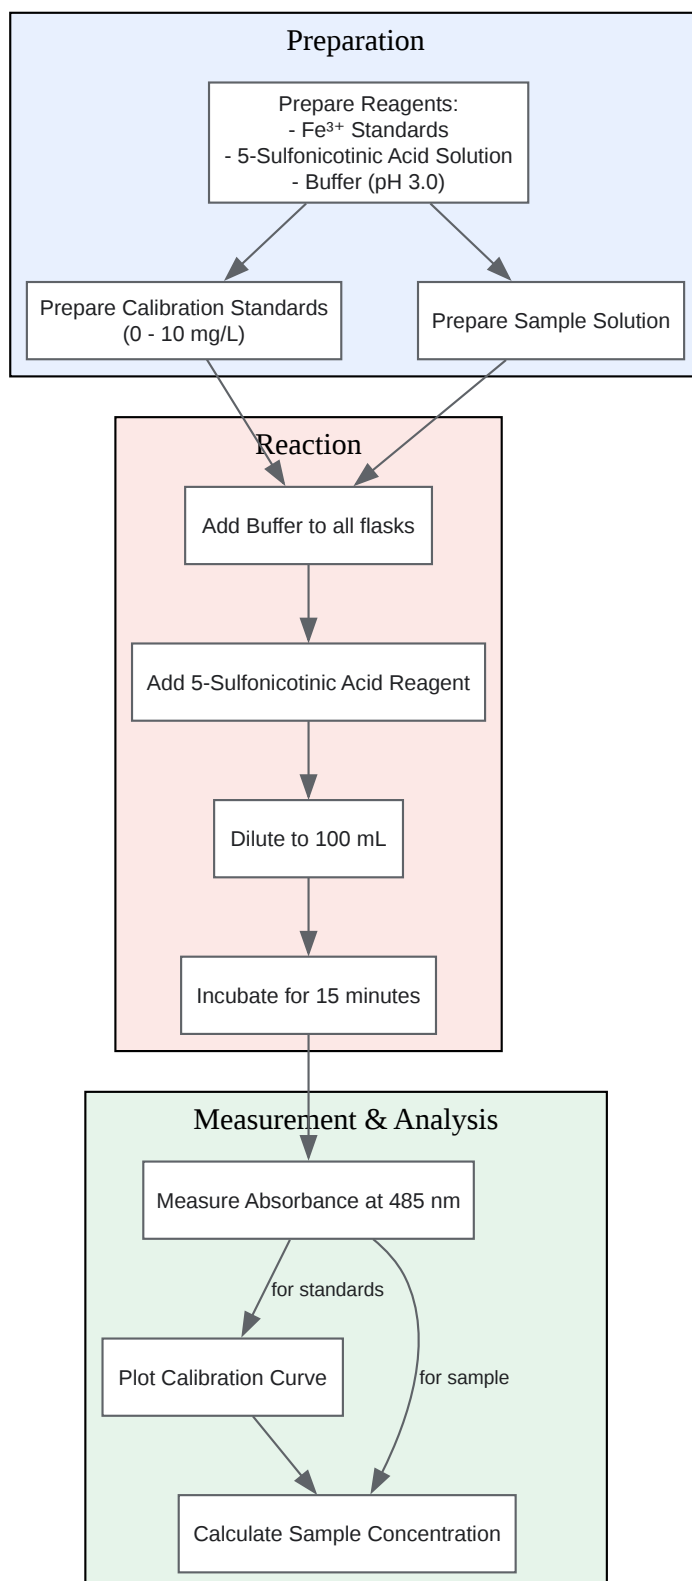 Preparation
Prepare Reagents:
- Fe³⁺ Standards
- 5-Sulfonicotinic Acid Solution
- Buffer (pH 3.0)
Prepare Calibration Standards
(0 - 10 mg/L)
Prepare Sample Solution
Reaction
Add Buffer to all flasks
Add 5-Sulfonicotinic Acid Reagent
Dilute to 100 mL
Incubate for 15 minutes
Measurement & Analysis
Measure Absorbance at 485 nm
for standards
Plot Calibration Curve
for sample
Calculate Sample Concentration